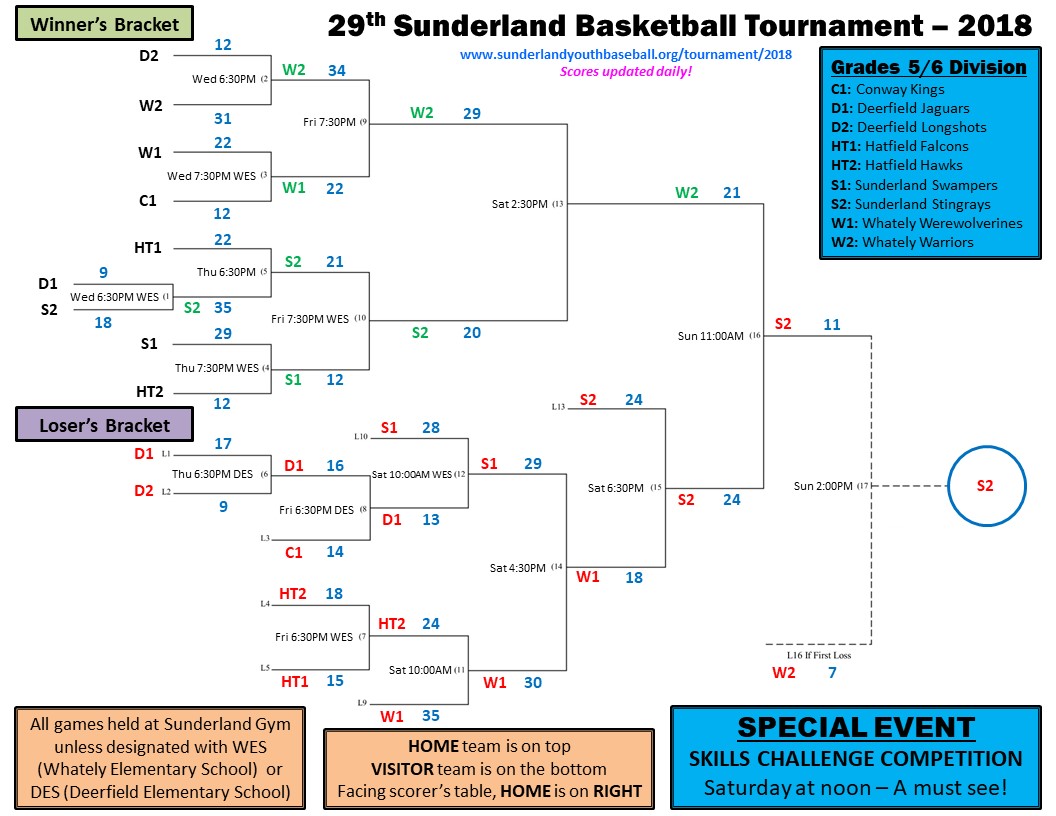 Winner's Bracket
29th Sunderland Basketball Tournament – 2018
www.sunderlandyouthbaseball.org/tournament/2018
Scores updated daily!
Grades 5/6 Division
C1: Conway Kings
D1: Deerfield Jaguars
D2: Deerfield Longshots
HT1: Hatfield Falcons
HT2: Hatfield Hawks
S1: Sunderland Swampers
S2: Sunderland Stingrays
W1: Whately Werewolverines
W2: Whately Warriors
12
D2
W2 34
Wed 6:30PM (2
W2
31
W2 29
Fri 7:30PM (9
22
W1
Wed 7:30PM WES (3
W1 22
C1
12
W2 21
Sat 2:30PM (13
22
HT1
S2 21
Thu 6:30PM (5
9
D1
Wed 6:30PM WES (1
S2
S2 35
18
Fri 7:30PM WES (10
S2 20
29
S1
Thu 7:30PM WES (4
S1 12
HT2
12
S2 11
Sun 11:00AM (16
Loser's Bracket
L13 S2 24
L10 S1 28
17
D1 L1
Thu 6:30PM DES (6
D1 16
D2 L2
9
Sat 10:00AM WES (12
S1 29
Fri 6:30PM DES (8
D1 13
L3
C1 14
Sat 6:30PM (15
S2 24
Sun 2:00PM (17
S2
Sat 4:30PM (14
W1 18
HT2 18
L4
HT2 24
Fri 6:30PM WES (7
L5
HT1 15
Sat 10:00AM (11
W1 30
L9
W1 35
L16 If First Loss
W2 7
All games held at Sunderland Gym
unless designated with WES
(Whately Elementary School) or
DES (Deerfield Elementary School)
HOME team is on top
VISITOR team is on the bottom
Facing scorer's table, HOME is on RIGHT
SPECIAL EVENT
SKILLS CHALLENGE COMPETITION
Saturday at noon – A must see!